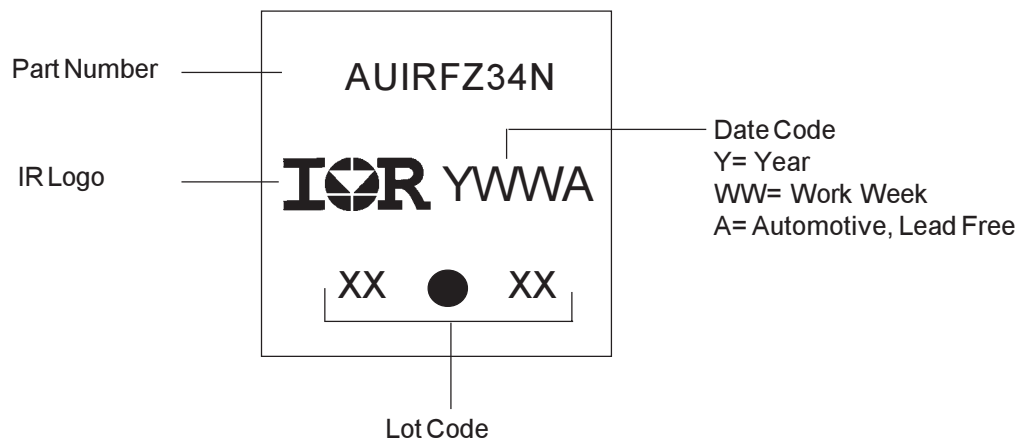 Part Number
AUIRFZ34N
Date Code
Y= Year
WW= Work Week
A= Automotive, Lead Free
IR Logo
IOR YWWA
XX ● XX
Lot Code